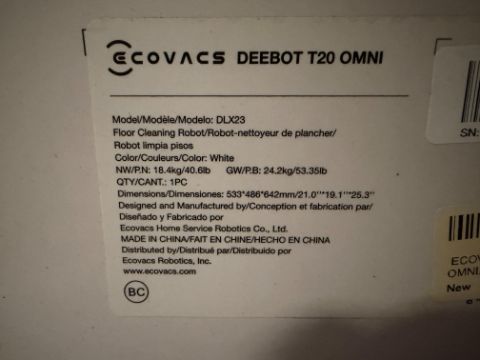 ECOVACS DEEBOT T20 OMNI
Model/Modèle/Modelo: DLX23
Floor Cleaning Robot/Robot-nettoyeur de plancher/
Robot limpia pisos
Color/Couleurs/Color: White
NW/P.N: 18.4kg/40.6lb GW/P.B: 24.2kg/53.35lb
QTY/CANT.: 1PC
Dimensions/Dimensiones: 533*486*642mm/21.0'''*19.1'''*25.3''
Designed and Manufactured by/Conception et fabrication par/
Diseñado y Fabricado por
Ecovacs Home Service Robotics Co., Ltd.
MADE IN CHINA/FAIT EN CHINE/HECHO EN CHINA
Distributed by/Distribué par/Distribuido por
Ecovacs Robotics, Inc.
www.ecovacs.com
BC
SN:
ECOV
OMNI
New